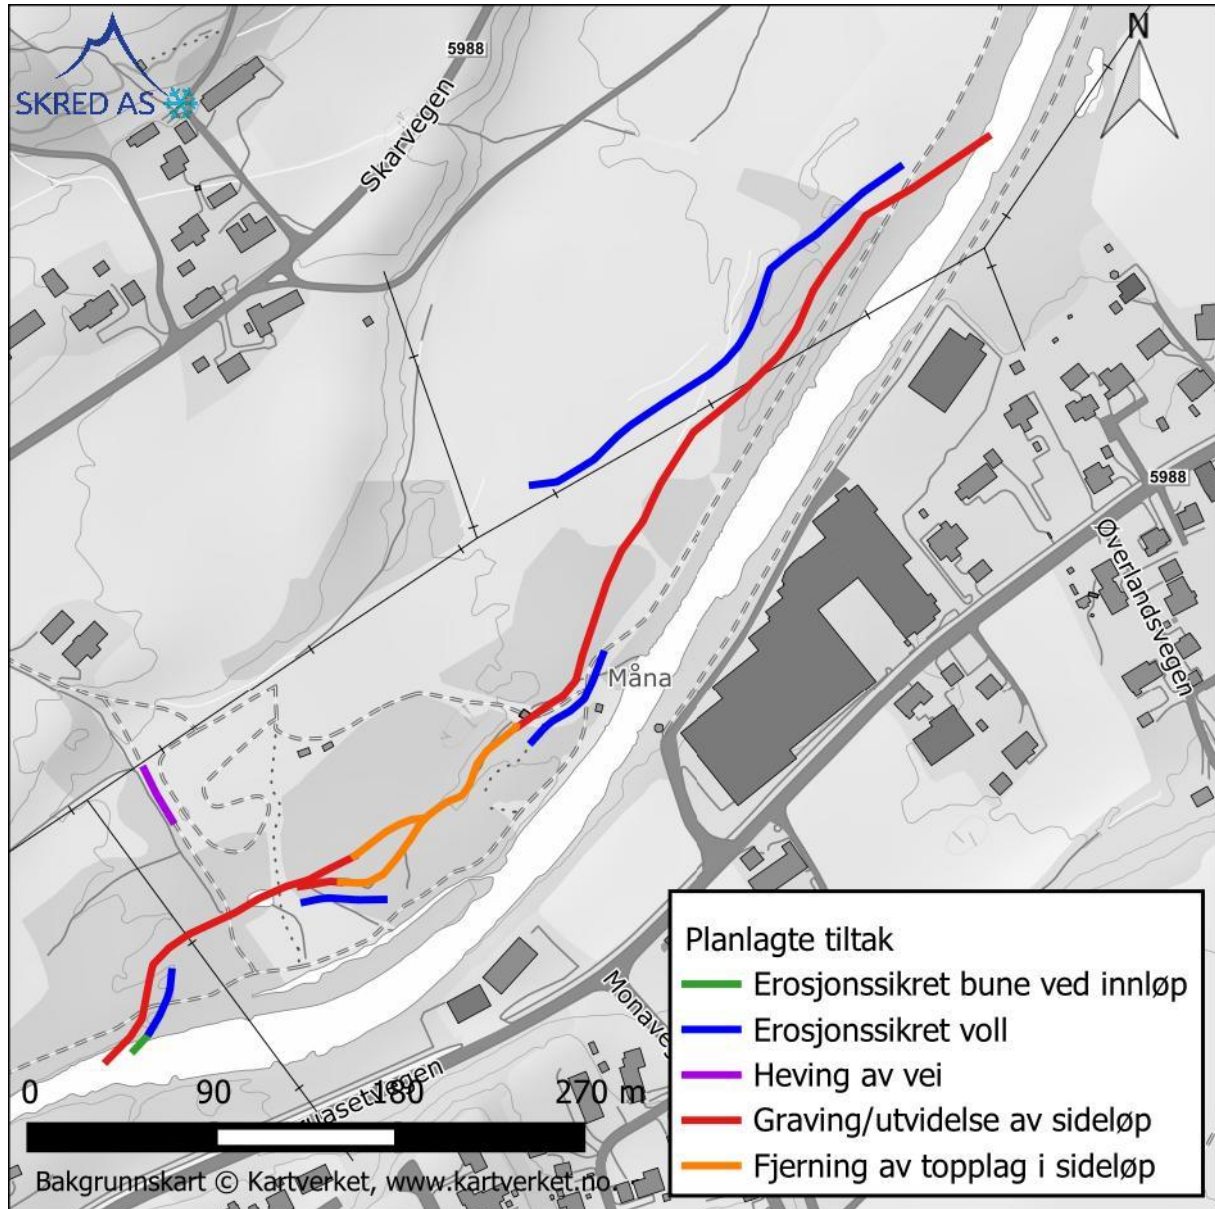 SKRED AS
5988
Skarvegen
N
5988
Øverlandsvegen
Måna
Planlagte tiltak
Erosjonssikret bune ved innløp
Erosjonssikret voll
Heving av vei
Graving/utvidelse av sideløp
Fjerning av topplag i sideløp
0 90 180 270 m
Bakgrunnskart © Kartverket, www.kartverket.no.